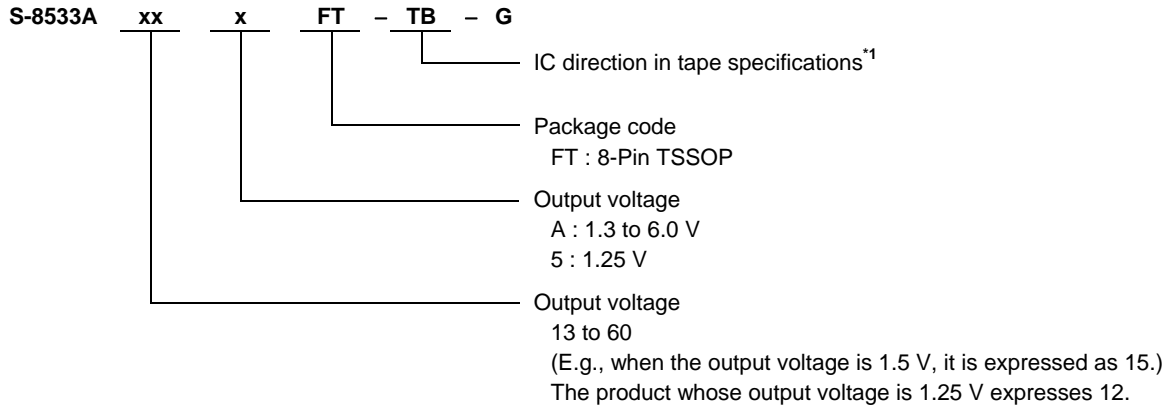 S-8533A xx x FT – TB – G
IC direction in tape specifications*1
Package code
FT : 8-Pin TSSOP
Output voltage
A : 1.3 to 6.0 V
5 : 1.25 V
Output voltage
13 to 60
(E.g., when the output voltage is 1.5 V, it is expressed as 15.)
The product whose output voltage is 1.25 V expresses 12.